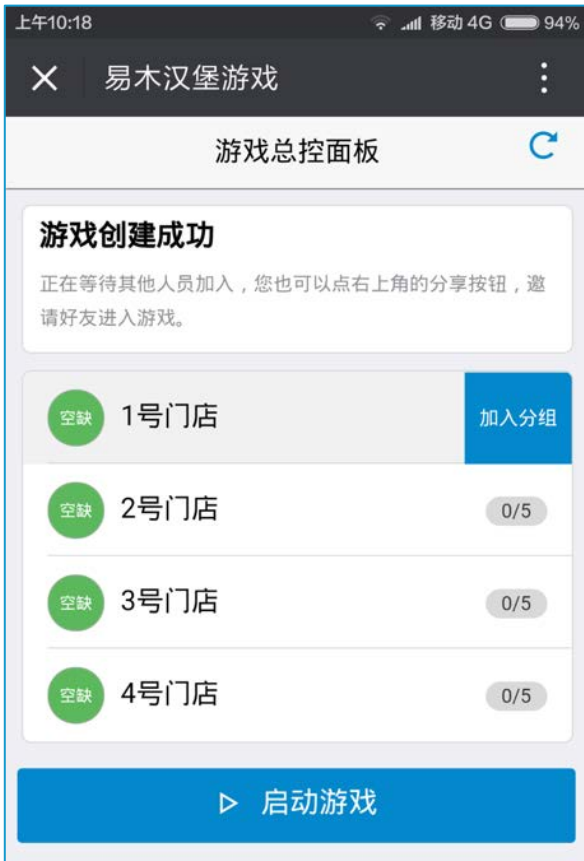 上午10:18 移动 4G 94%
易木汉堡游戏
游戏总控面板
游戏创建成功
正在等待其他人员加入，您也可以点右上角的分享按钮，邀
请好友进入游戏。
空缺 1号门店 加入分组
空缺 2号门店 0/5
空缺 3号门店 0/5
空缺 4号门店 0/5
启动游戏